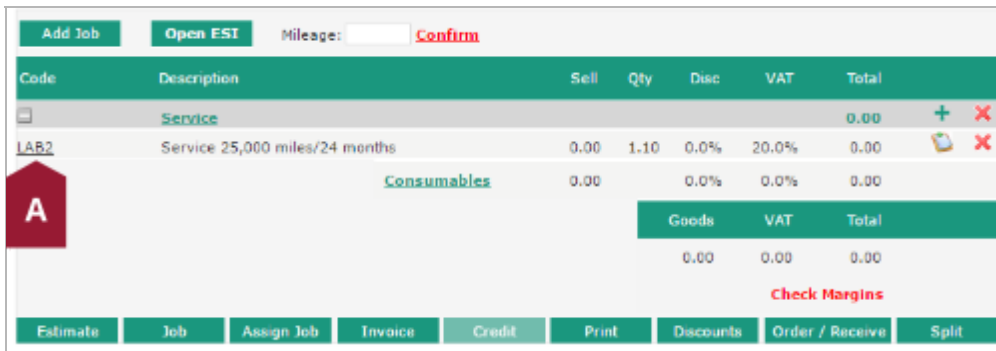 Add Job Open ESI Mileage: Confirm
Code Description Sell Qty Disc VAT Total
Service 0.00
LAB2 Service 25,000 miles/24 months 0.00 1.10 0.0% 20.0% 0.00
Consumables 0.00 0.0% 0.0% 0.00
A
Goods VAT Total
0.00 0.00 0.00
Check Margins
Estimate Job Assign Job Invoice Credit Print Discounts Order / Receive Split